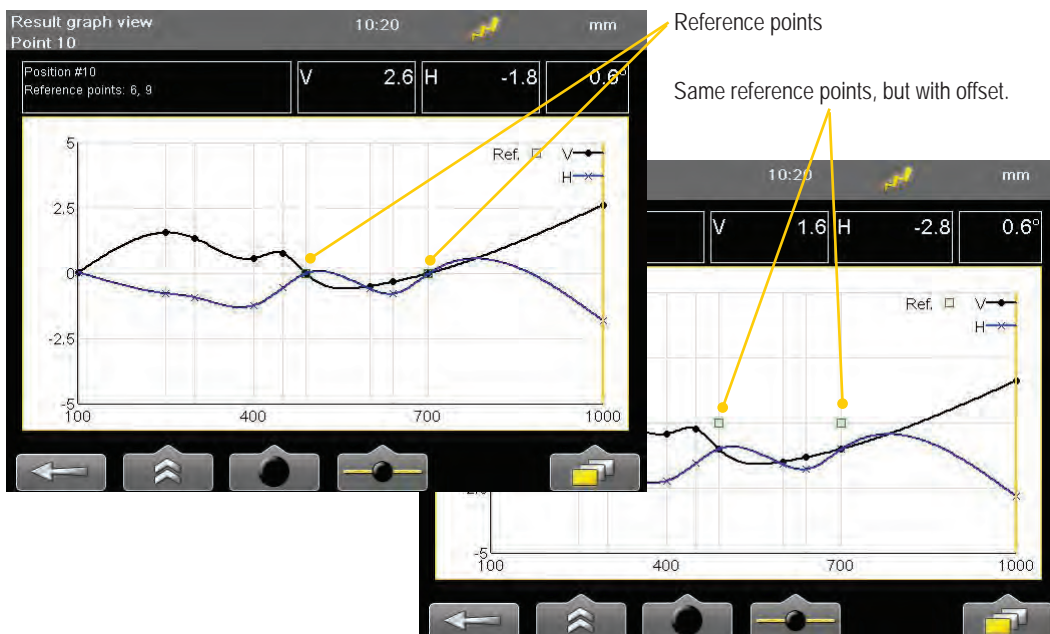 Result graph view
Point 10
10:20
mm
Position #10
Reference points: 6, 9
V 2.6
H -1.8
0.6°
Ref.
V
H
5
2.5
0
-2.5
-5
100 400 700 1000
Reference points
Same reference points, but with offset.
10:20
mm
V 1.6
H -2.8
0.6°
Ref.
V
H
-5
100 400 700 1000